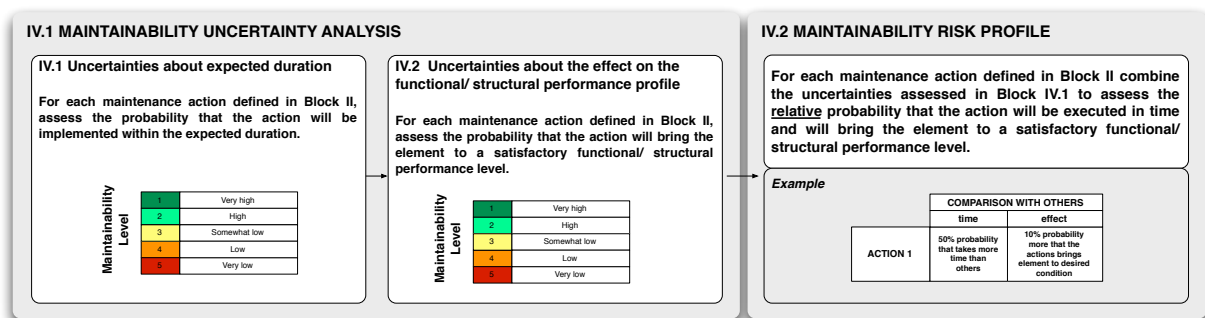 IV.1 MAINTAINABILITY UNCERTAINTY ANALYSIS
IV.1 Uncertainties about expected duration
For each maintenance action defined in Block II,
assess the probability that the action will be
implemented within the expected duration.
Maintainability
Level
1 Very high
2 High
3 Somewhat low
4 Low
5 Very low
IV.2 Uncertainties about the effect on the
functional/ structural performance profile
For each maintenance action defined in Block II,
assess the probability that the action will bring the
element to a satisfactory functional/ structural
performance level.
Maintainability
Level
1 Very high
2 High
3 Somewhat low
4 Low
5 Very low
IV.2 MAINTAINABILITY RISK PROFILE
For each maintenance action defined in Block II combine
the uncertainties assessed in Block IV.1 to assess the
relative probability that the action will be executed in time
and will bring the element to a satisfactory functional/
structural performance level.
Example
COMPARISON WITH OTHERS
time effect
ACTION 1
50% probability
that takes more
time than
others
10% probability
more that the
actions brings
element to desired
condition